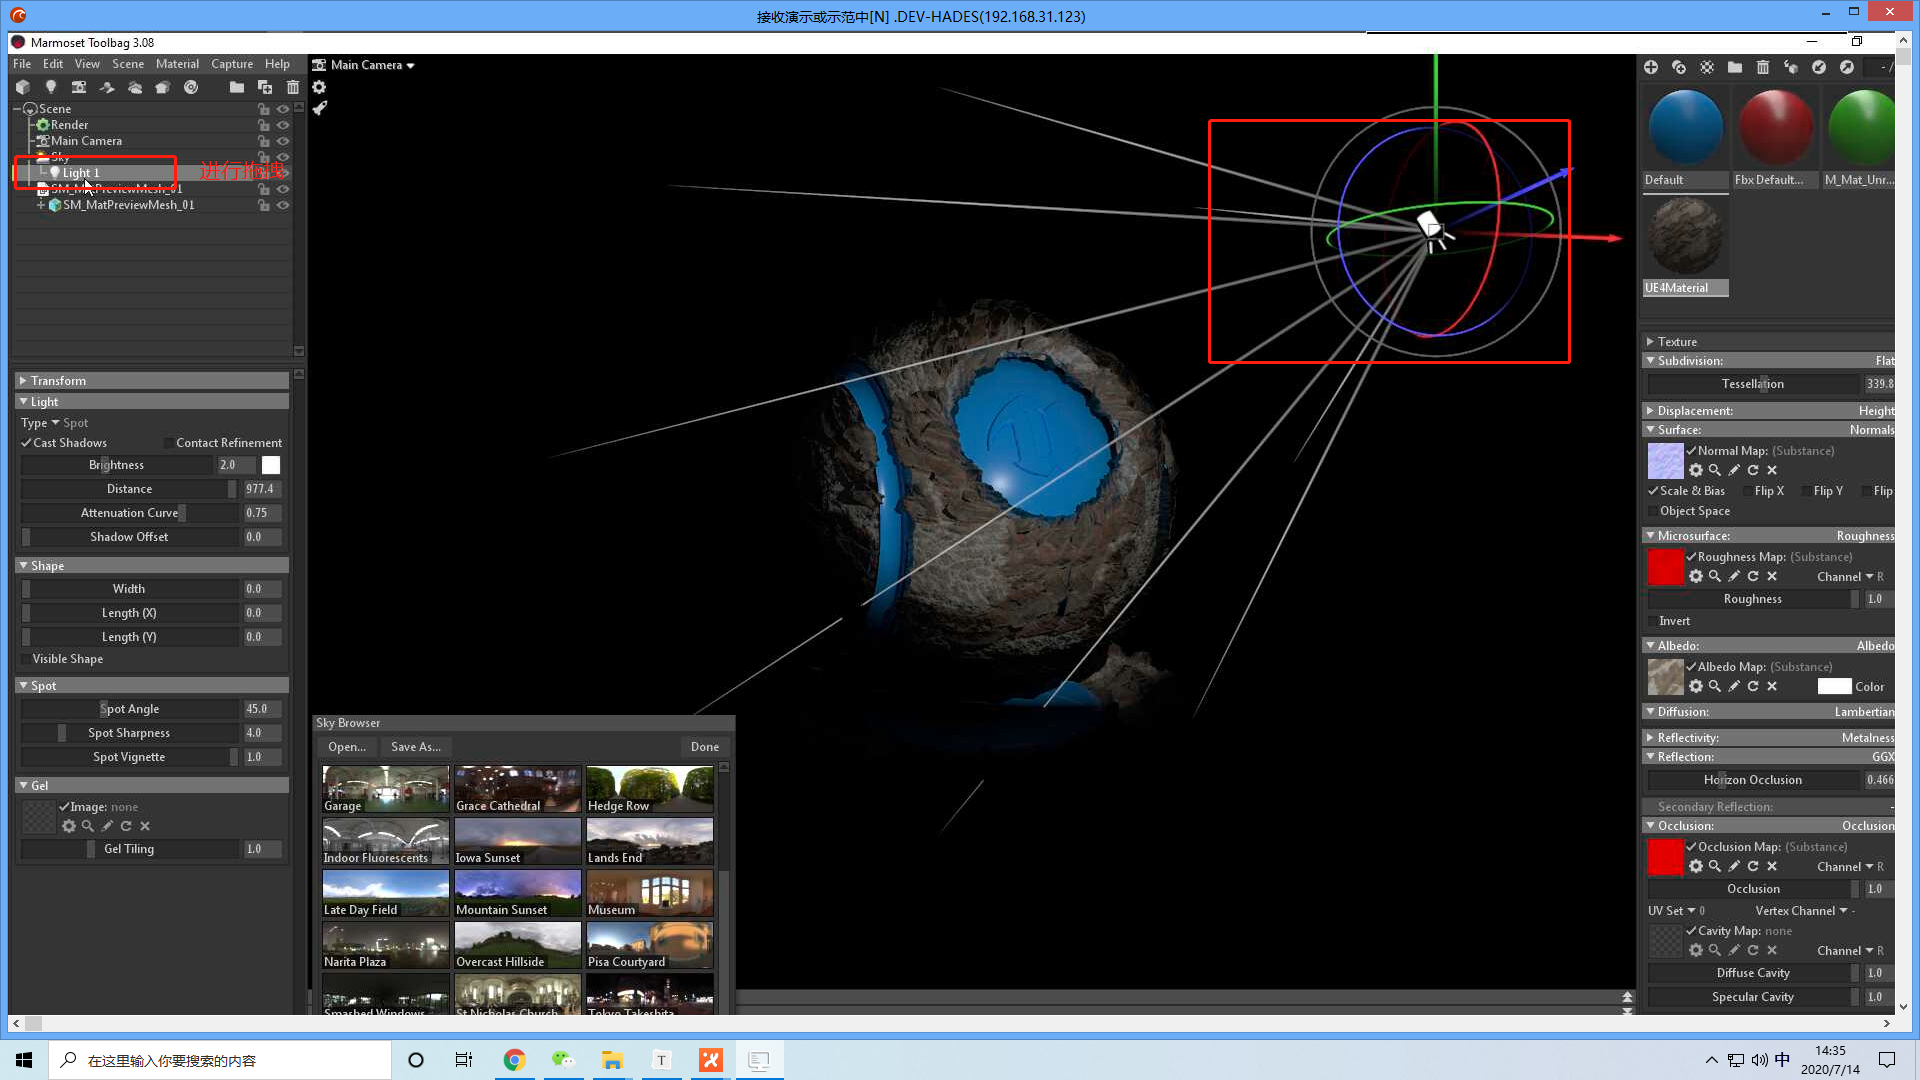 接收演示或示范中[N] .DEV-HADES(192.168.31.123)
Marmoset Toolbag 3.08
File Edit View Scene Material Capture Help
Main Camera
Scene
Render
Main Camera
Sky
Light 1
进行拖拽
SM_MatPreviewMesh_01
SM_MatPreviewMesh_01
Transform
Light
Type Spot
Cast Shadows Contact Refinement
Brightness 2.0
Distance 977.4
Attenuation Curve 0.75
Shadow Offset 0.0
Shape
Width 0.0
Length (X) 0.0
Length (Y) 0.0
Visible Shape
Spot
Spot Angle 45.0
Spot Sharpness 4.0
Spot Vignette 1.0
Gel
Image: none
Gel Tiling 1.0
Sky Browser
Open... Save As... Done
Garage Grace Cathedral Hedge Row
Indoor Fluorescents Iowa Sunset Lands End
Late Day Field Mountain Sunset Museum
Narita Plaza Overcast Hillside Pisa Courtyard
Smashed Windows St Nicholas Church Tokyo Takeshita
- /
Default Fbx Default... M_Mat_Unr...
UE4Material
Texture
Subdivision: Flat
Tessellation 339.8
Displacement: Height
Surface: Normals
Normal Map: (Substance)
Scale & Bias Flip X Flip Y Flip
Object Space
Microsurface: Roughness
Roughness Map: (Substance)
Channel R
Roughness 1.0
Invert
Albedo: Albedo
Albedo Map: (Substance)
Color
Diffusion: Lambertian
Reflectivity: Metalness
Reflection: GGX
Horizon Occlusion 0.466
Secondary Reflection: -
Occlusion: Occlusion
Occlusion Map: (Substance)
Channel R
Occlusion 1.0
UV Set 0 Vertex Channel -
Cavity Map: none
Channel R
Diffuse Cavity 1.0
Specular Cavity 1.0
在这里输入你要搜索的内容
T
中
14:35
2020/7/14